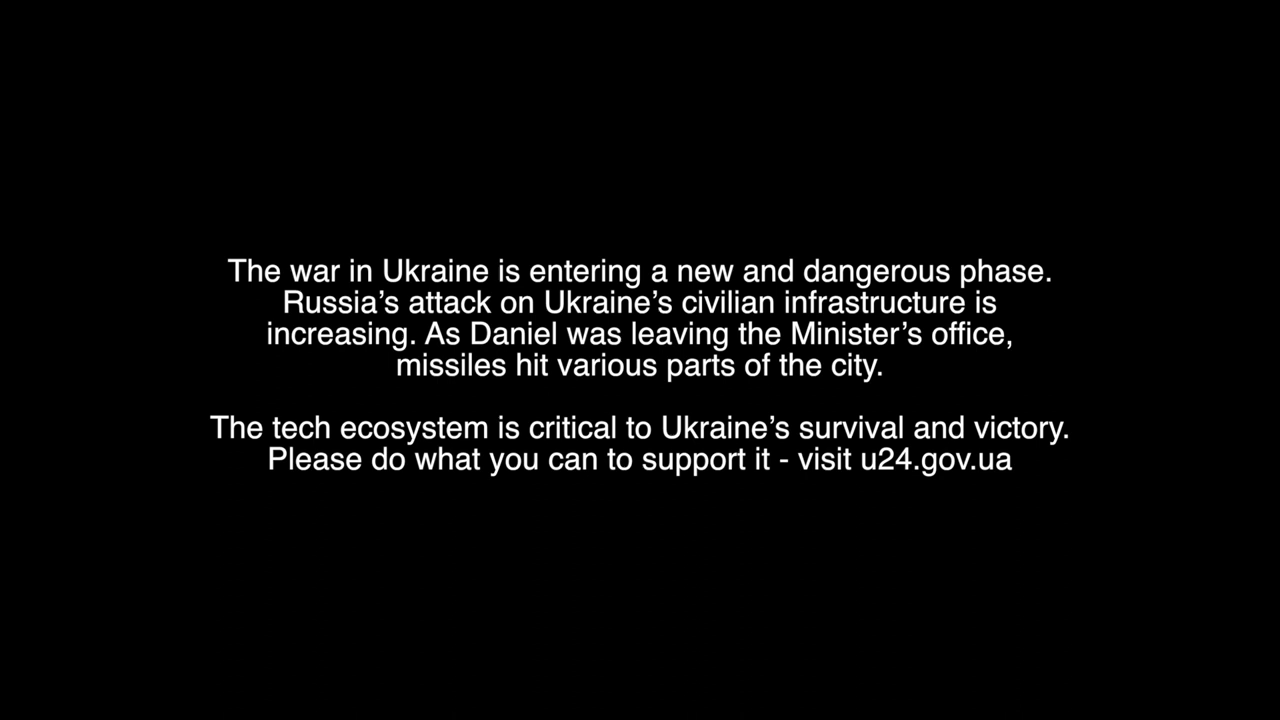 The war in Ukraine is entering a new and dangerous phase.
Russia’s attack on Ukraine’s civilian infrastructure is
increasing. As Daniel was leaving the Minister’s office,
missiles hit various parts of the city.
The tech ecosystem is critical to Ukraine’s survival and victory.
Please do what you can to support it - visit u24.gov.ua